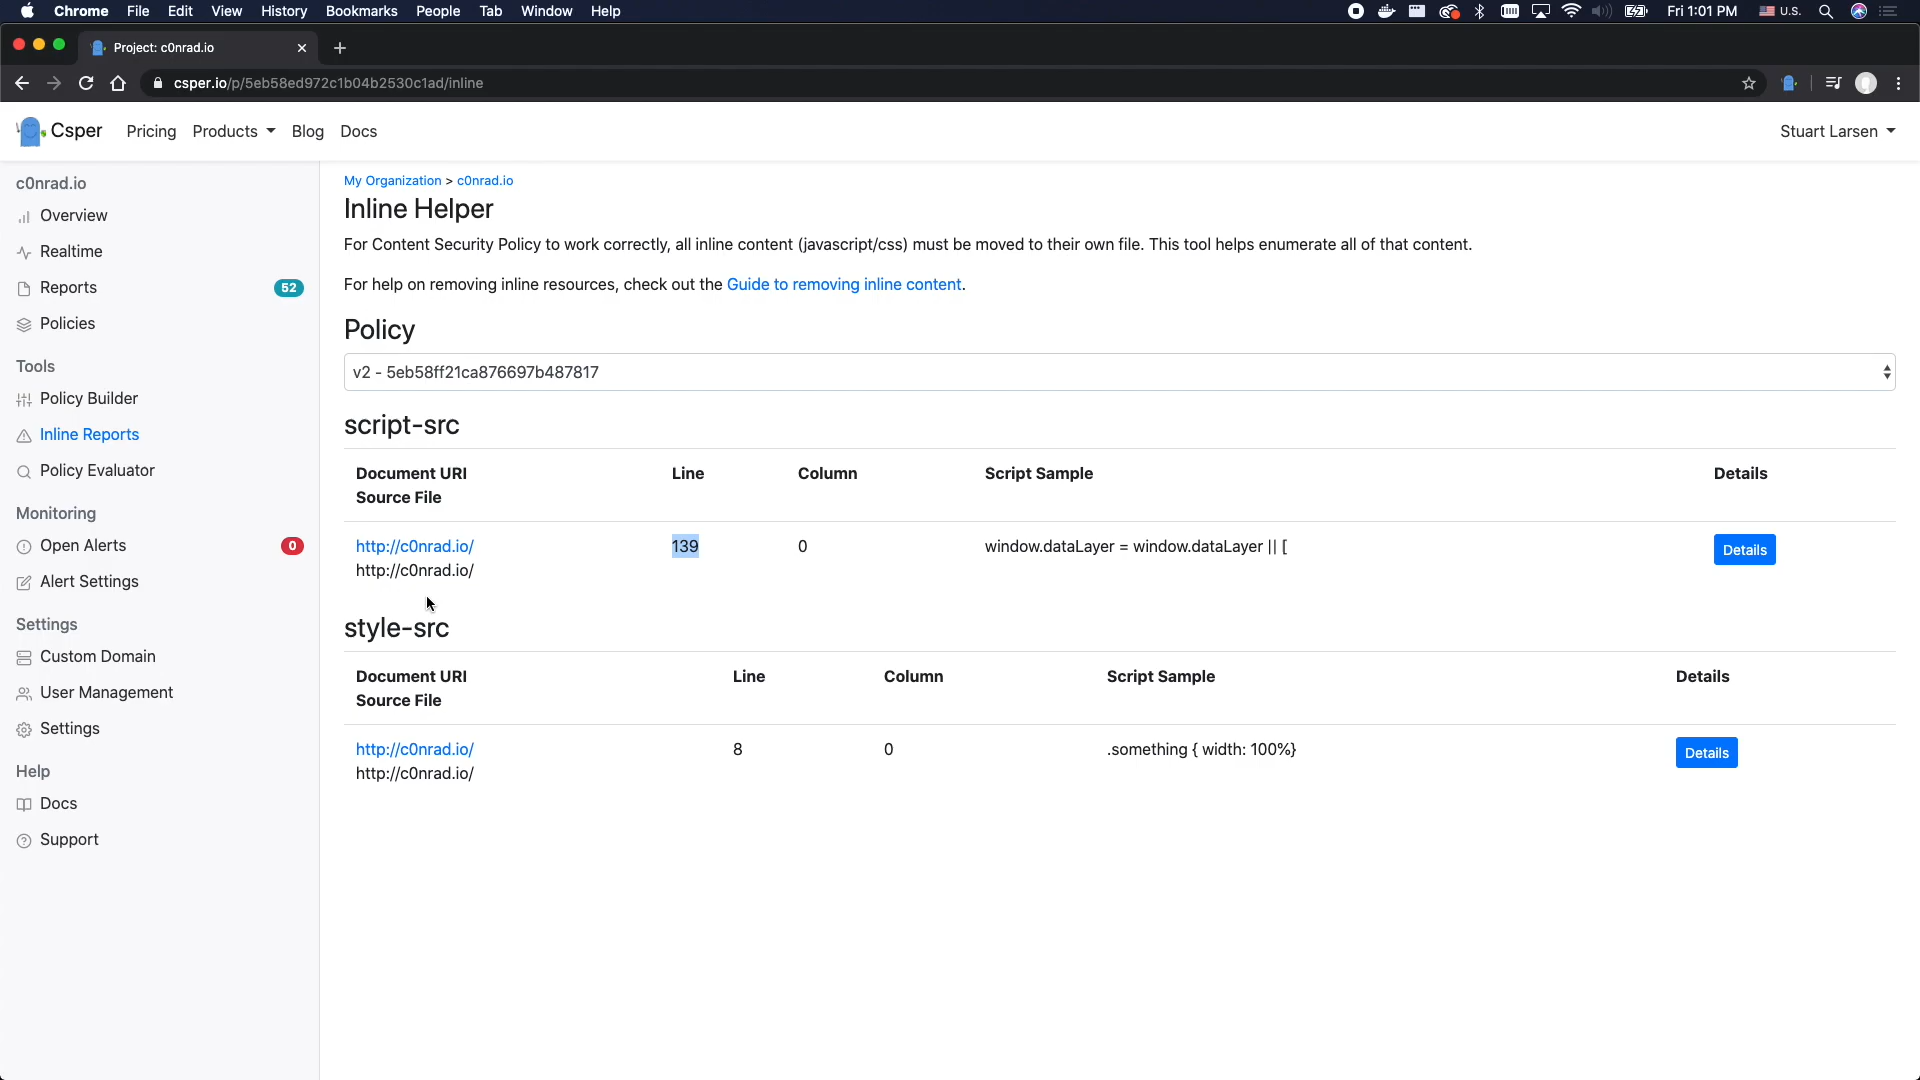 Chrome File Edit View History Bookmarks People Tab Window Help
Fri 1:01 PM U.S.
Project: c0nrad.io
csper.io/p/5eb58ed972c1b04b2530c1ad/inline
Csper Pricing Products Blog Docs
Stuart Larsen
c0nrad.io
Overview
Realtime
Reports 52
Policies
Tools
Policy Builder
Inline Reports
Policy Evaluator
Monitoring
Open Alerts 0
Alert Settings
Settings
Custom Domain
User Management
Settings
Help
Docs
Support
My Organization > c0nrad.io
Inline Helper
For Content Security Policy to work correctly, all inline content (javascript/css) must be moved to their own file. This tool helps enumerate all of that content.
For help on removing inline resources, check out the Guide to removing inline content.
Policy
v2 - 5eb58ff21ca876697b487817
script-src
Document URI Line Column Script Sample Details
Source File
http://c0nrad.io/ 139 0 window.dataLayer = window.dataLayer || [ Details
http://c0nrad.io/
style-src
Document URI Line Column Script Sample Details
Source File
http://c0nrad.io/ 8 0 .something { width: 100%} Details
http://c0nrad.io/